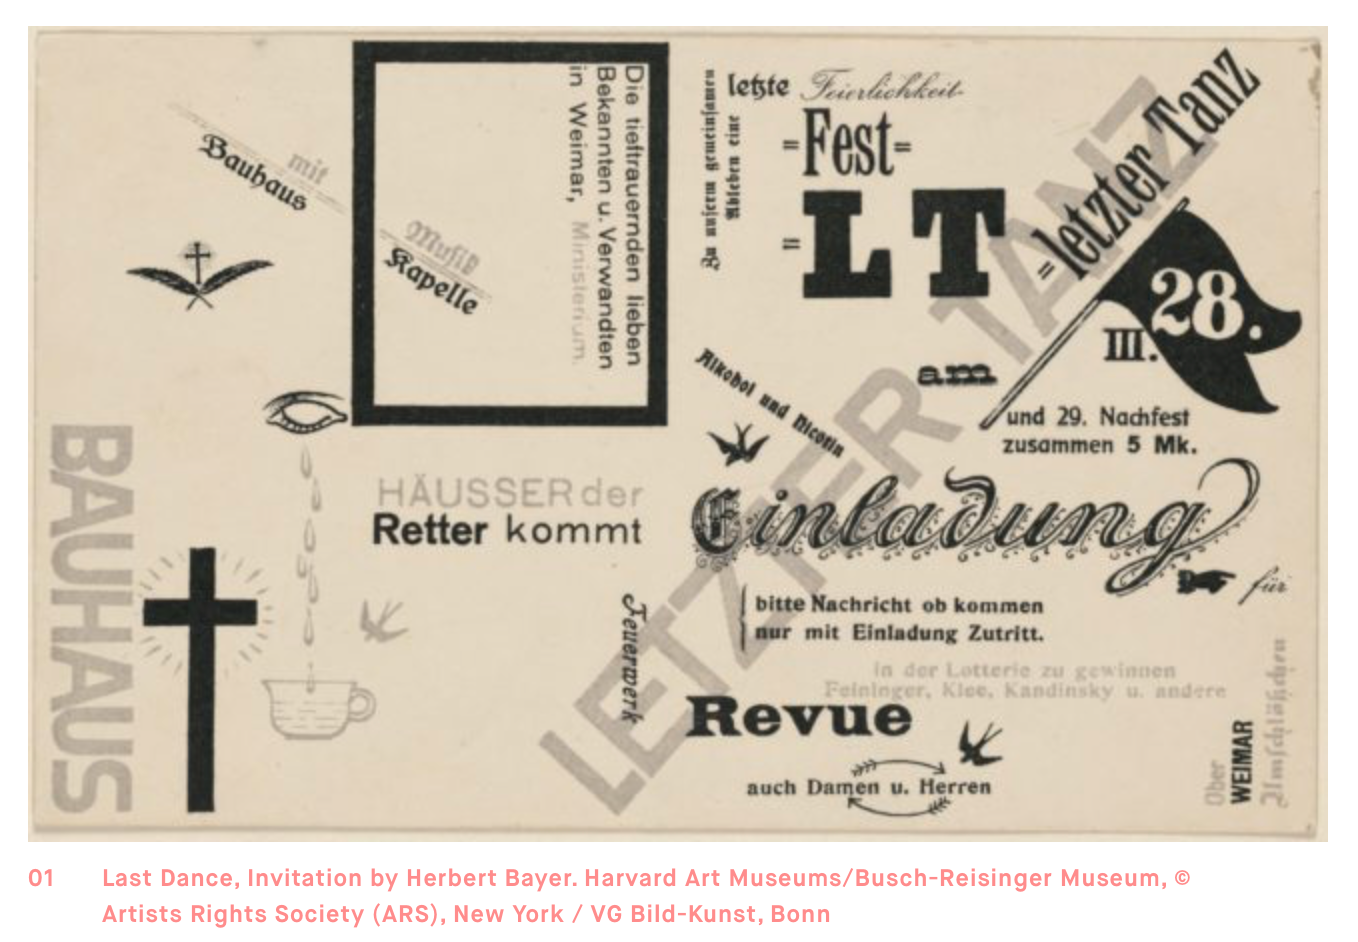 BAUHAUS
mit
Bauhaus
Musik
Kapelle
Die tieftrauernden lieben
Bekannten u. Verwandten
in Weimar, Ministerium.
HÄUSSER der
Retter kommt
Feuerwerk
LETZER TANZ
Zu unserm gemeinsamen
Ableben eine
letzte Feierlichkeit
=Fest=
=LT
=letzter Tanz
28.
III.
am
und 29. Nachfest
zusammen 5 Mk.
Alkohol und Nicotin
Einladung
für
bitte Nachricht ob kommen
nur mit Einladung Zutritt.
in der Lotterie zu gewinnen
Feininger, Klee, Kandinsky u. andere
Revue
auch Damen u. Herren
Ober
WEIMAR
Ilmschlößchen
01 Last Dance, Invitation by Herbert Bayer. Harvard Art Museums/Busch-Reisinger Museum, ©
Artists Rights Society (ARS), New York / VG Bild-Kunst, Bonn